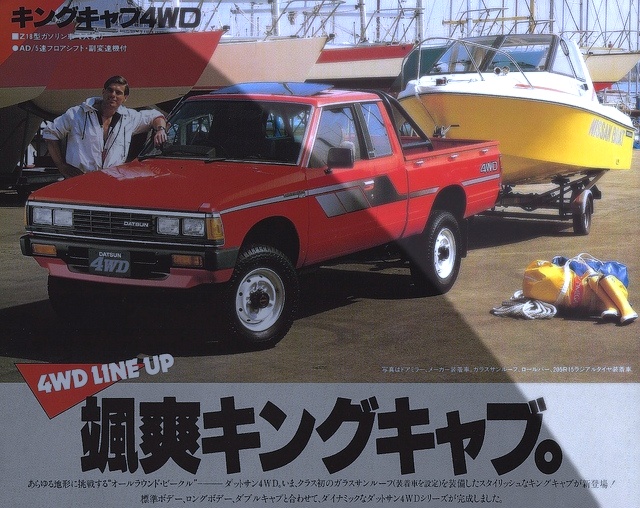 キングキャブ4WD
■Z18型ガソリン車
●AD/5速フロアシフト・副変速機付
NISSAN BOAT
4WD
DATSUN
DATSUN
4WD
写真はドアミラー、メーカー装着車。ガラスサンルーフ、ロールバー、205R15ラジアルタイヤ装着車。
4WD LINE UP
颯爽キングキャブ。
あらゆる地形に挑戦する“オールラウンド・ビークル”――ダットサン4WD。いま、クラス初のガラスサンルーフ(装着車を設定)を装備したスタイリッシュなキングキャブが新登場!
標準ボデー、ロングボデー、ダブルキャブと合わせて、ダイナミックなダットサン4WDシリーズが完成しました。